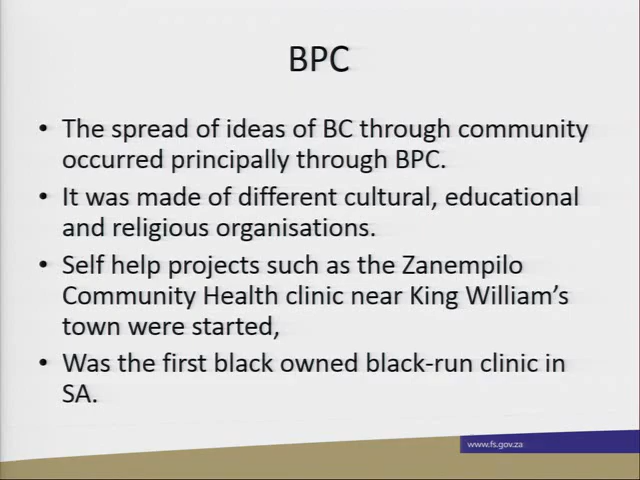 BPC
• The spread of ideas of BC through community
occurred principally through BPC.
• It was made of different cultural, educational
and religious organisations.
• Self help projects such as the Zanempilo
Community Health clinic near King William's
town were started,
• Was the first black owned black-run clinic in
SA.
www.fs.gov.za